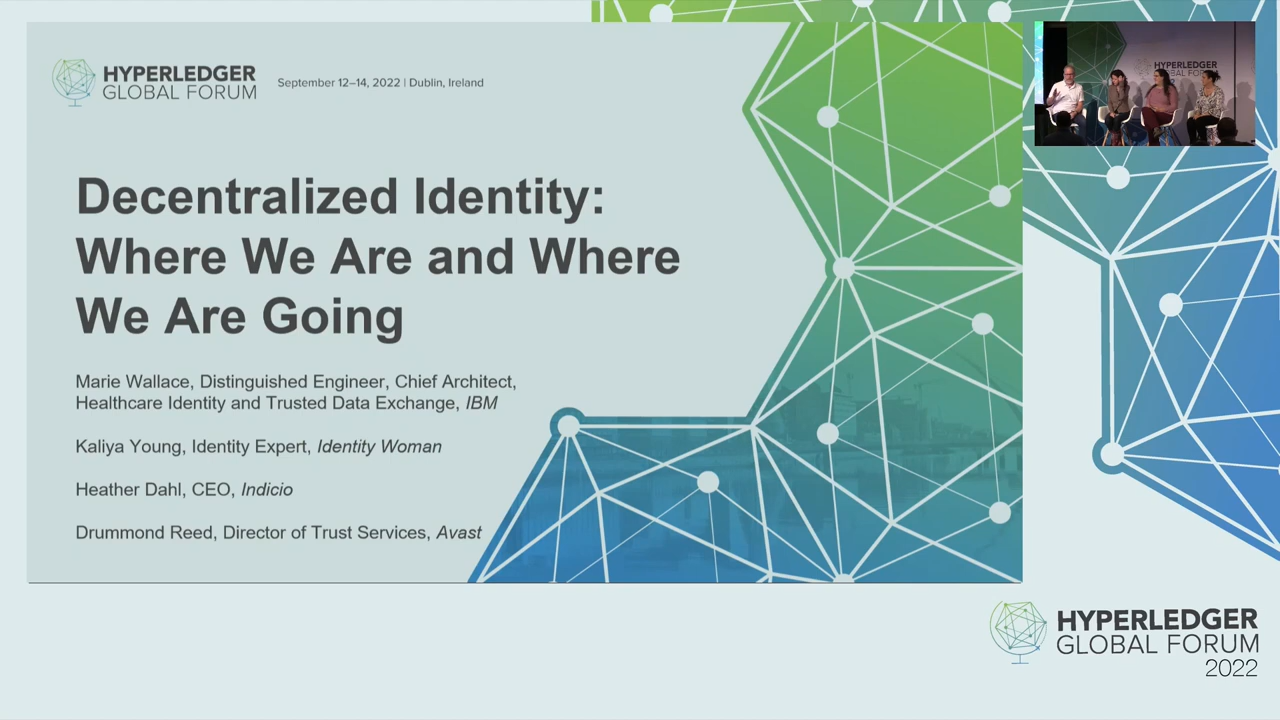 HYPERLEDGER
GLOBAL FORUM
September 12–14, 2022 | Dublin, Ireland
Decentralized Identity:
Where We Are and Where
We Are Going
Marie Wallace, Distinguished Engineer, Chief Architect,
Healthcare Identity and Trusted Data Exchange, IBM
Kaliya Young, Identity Expert, Identity Woman
Heather Dahl, CEO, Indicio
Drummond Reed, Director of Trust Services, Avast
HYPERLEDGER
HYPERLEDGER
GLOBAL FORUM
2022